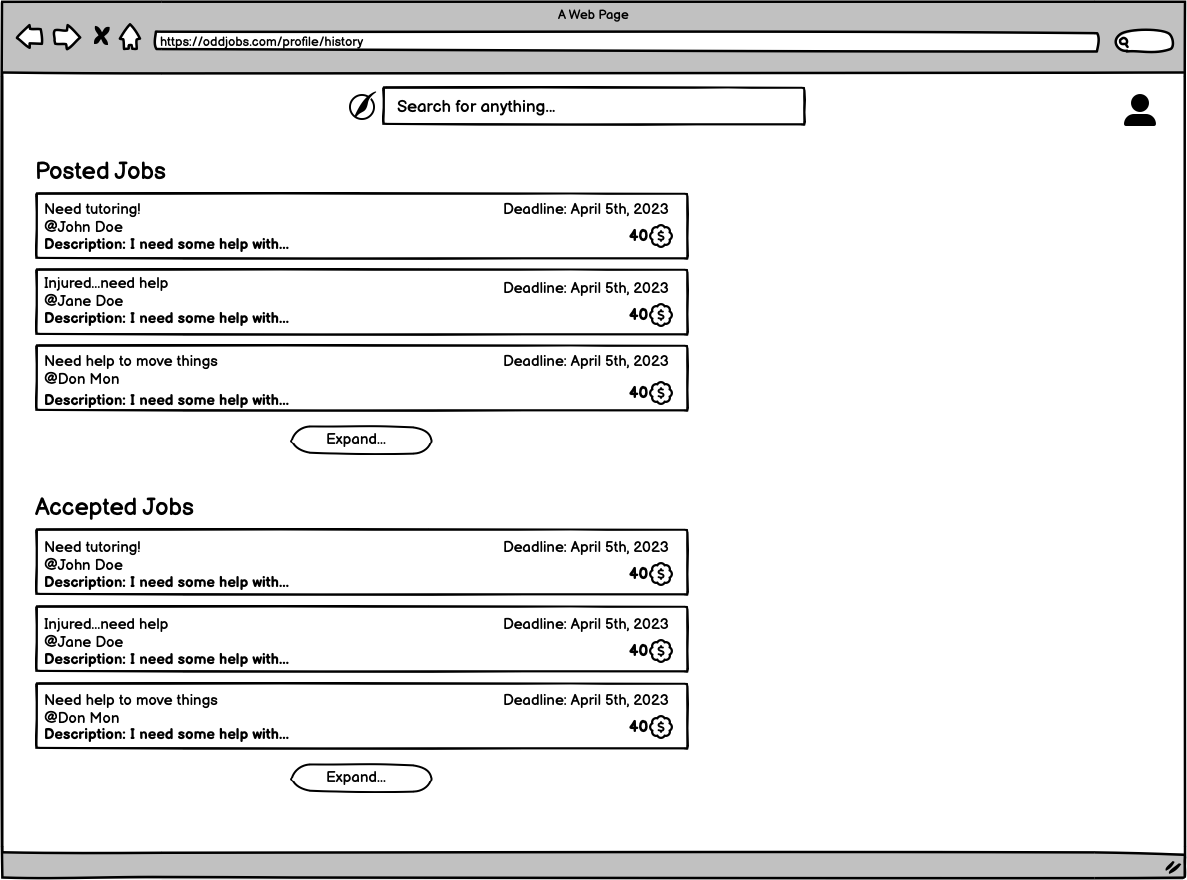 A Web Page
https://oddjobs.com/profile/history
Search for anything...
Posted Jobs
Need tutoring!
@John Doe
Description: I need some help with...
Deadline: April 5th, 2023
40 $
Injured...need help
@Jane Doe
Description: I need some help with...
Deadline: April 5th, 2023
40 $
Need help to move things
@Don Mon
Description: I need some help with...
Deadline: April 5th, 2023
40 $
Expand...
Accepted Jobs
Need tutoring!
@John Doe
Description: I need some help with...
Deadline: April 5th, 2023
40 $
Injured...need help
@Jane Doe
Description: I need some help with...
Deadline: April 5th, 2023
40 $
Need help to move things
@Don Mon
Description: I need some help with...
Deadline: April 5th, 2023
40 $
Expand...